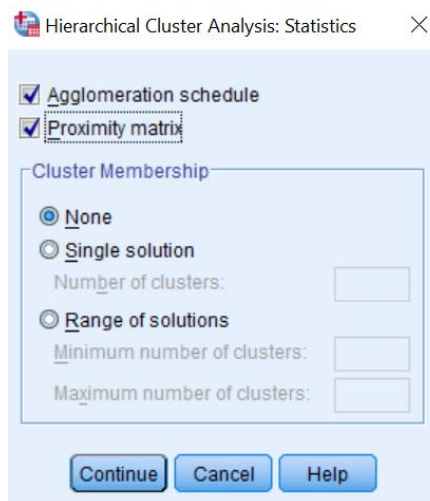 Hierarchical Cluster Analysis: Statistics
Agglomeration schedule
Proximity matrix
Cluster Membership
None
Single solution
Number of clusters:
Range of solutions
Minimum number of clusters:
Maximum number of clusters:
Continue Cancel Help